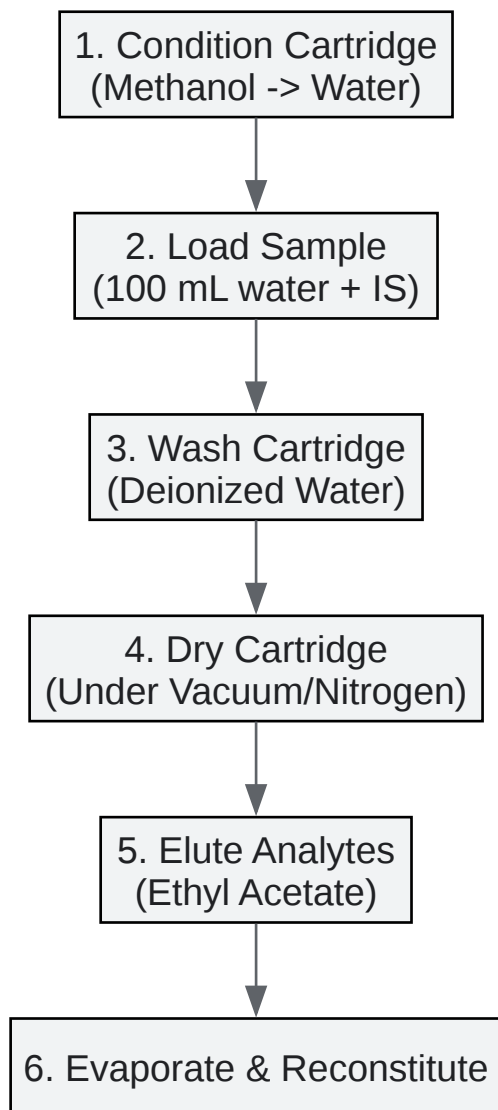 1. Condition Cartridge
(Methanol -> Water)
2. Load Sample
(100 mL water + IS)
3. Wash Cartridge
(Deionized Water)
4. Dry Cartridge
(Under Vacuum/Nitrogen)
5. Elute Analytes
(Ethyl Acetate)
6. Evaporate & Reconstitute